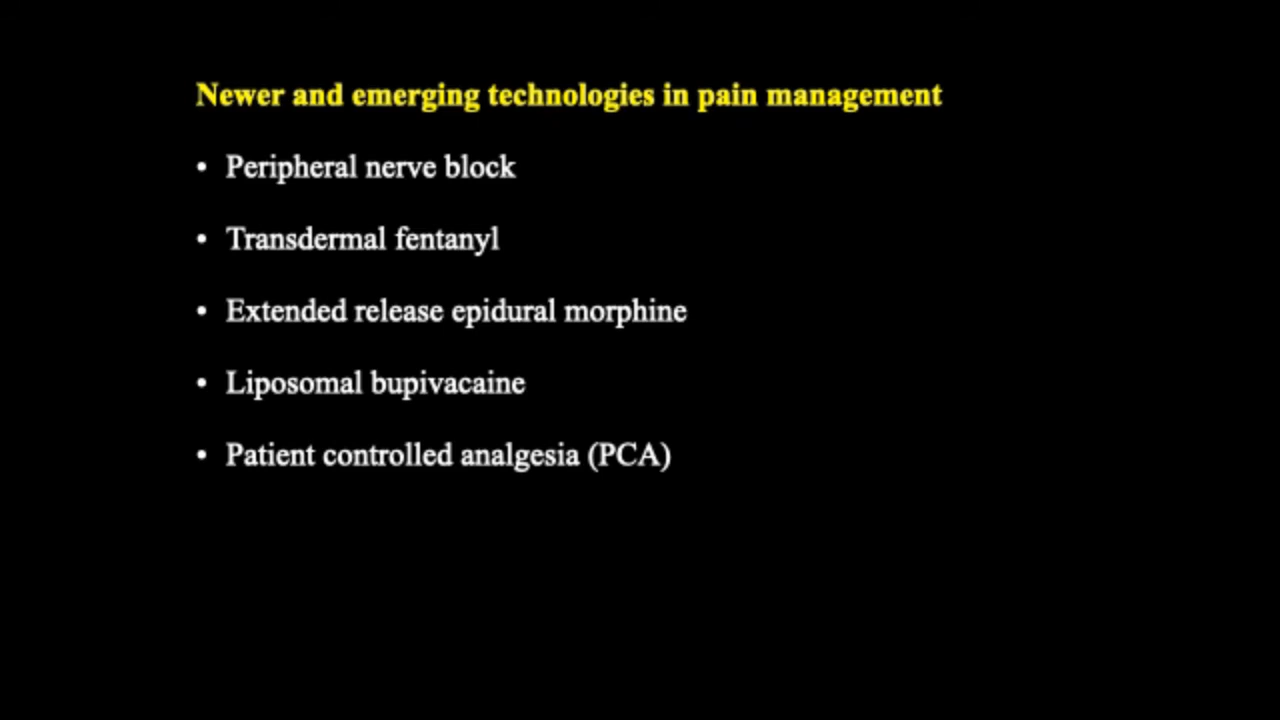 Newer and emerging technologies in pain management
• Peripheral nerve block
• Transdermal fentanyl
• Extended release epidural morphine
• Liposomal bupivacaine
• Patient controlled analgesia (PCA)